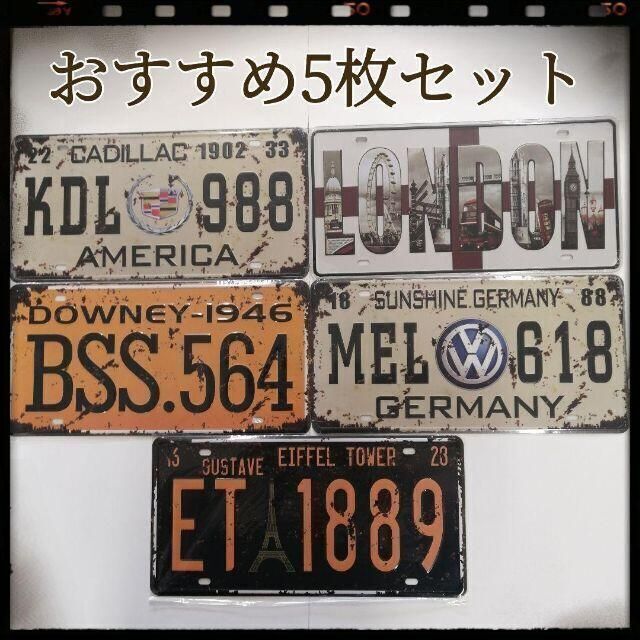 おすすめ5枚セット
22 CADILLAC 1902 33
KDL 988
AMERICA
LONDON
DOWNEY-1946
BSS.564
18 SUNSHINE.GERMANY 88
MEL 618
GERMANY
GUSTAVE EIFFEL TOWER 23
ET 1889